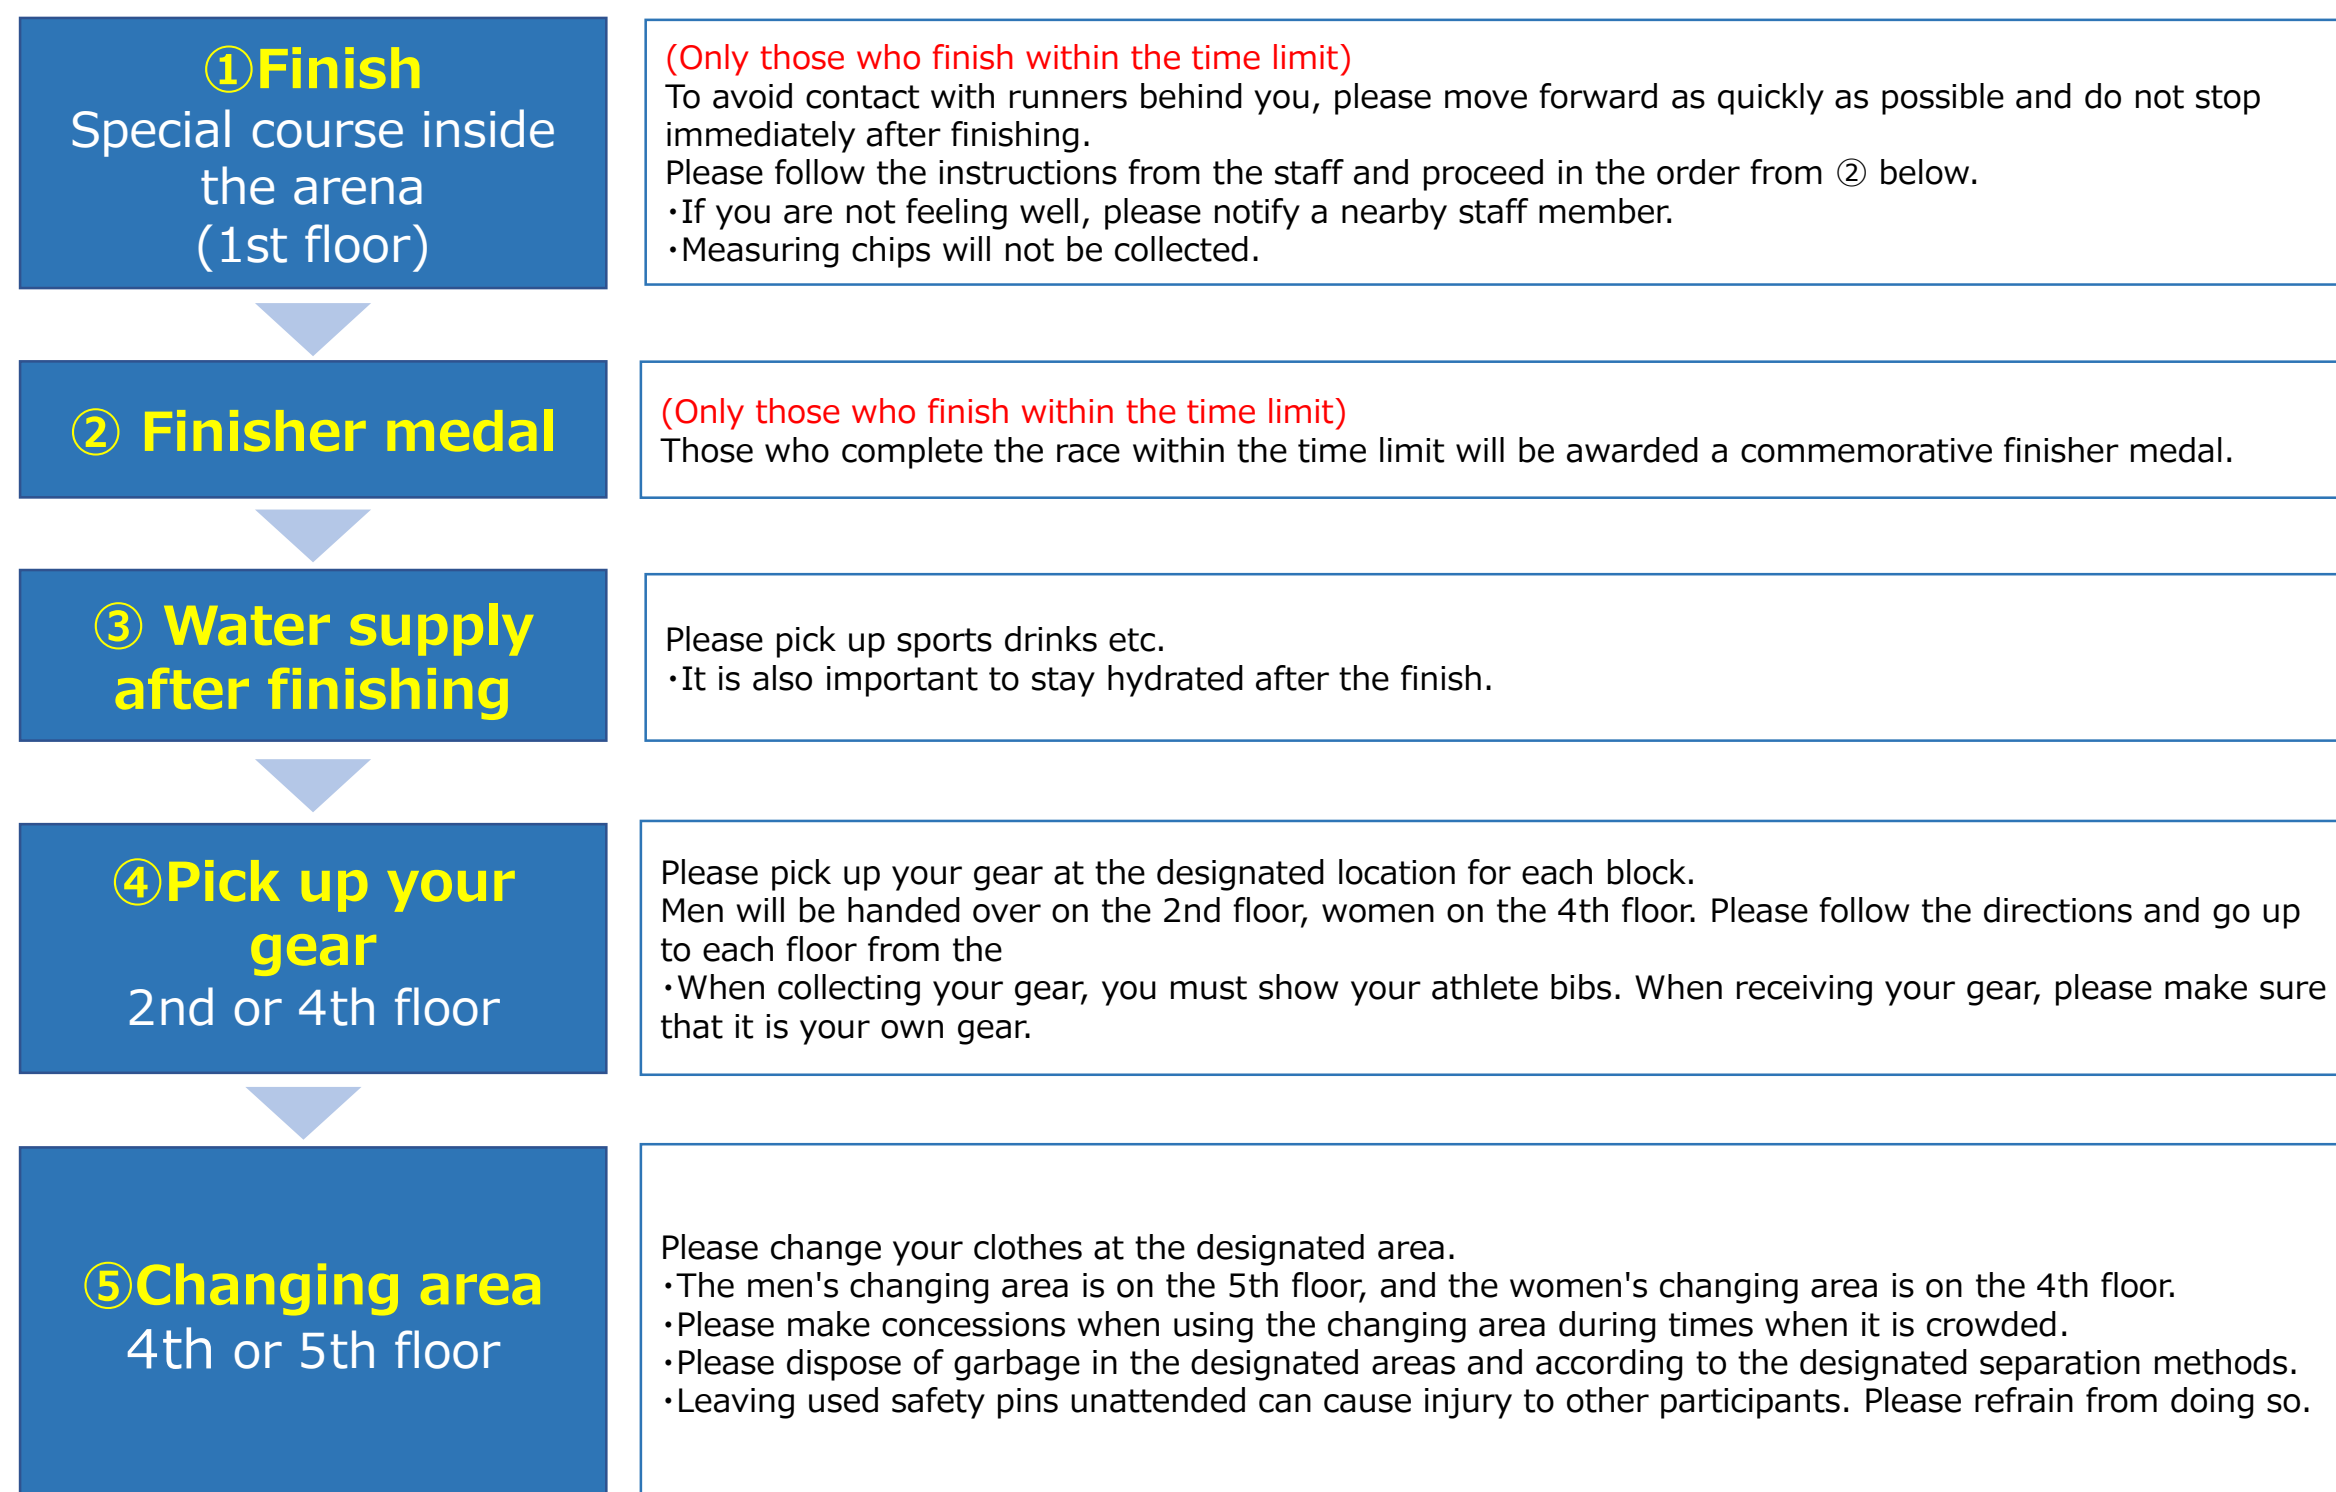 ①Finish
Special course inside
the arena
(1st floor)
(Only those who finish within the time limit)
To avoid contact with runners behind you, please move forward as quickly as possible and do not stop
immediately after finishing.
Please follow the instructions from the staff and proceed in the order from ② below.
・If you are not feeling well, please notify a nearby staff member.
・Measuring chips will not be collected.
② Finisher medal
(Only those who finish within the time limit)
Those who complete the race within the time limit will be awarded a commemorative finisher medal.
③ Water supply
after finishing
Please pick up sports drinks etc.
・It is also important to stay hydrated after the finish.
④Pick up your
gear
2nd or 4th floor
Please pick up your gear at the designated location for each block.
Men will be handed over on the 2nd floor, women on the 4th floor. Please follow the directions and go up
to each floor from the
・When collecting your gear, you must show your athlete bibs. When receiving your gear, please make sure
that it is your own gear.
⑤Changing area
4th or 5th floor
Please change your clothes at the designated area.
・The men's changing area is on the 5th floor, and the women's changing area is on the 4th floor.
・Please make concessions when using the changing area during times when it is crowded.
・Please dispose of garbage in the designated areas and according to the designated separation methods.
・Leaving used safety pins unattended can cause injury to other participants. Please refrain from doing so.